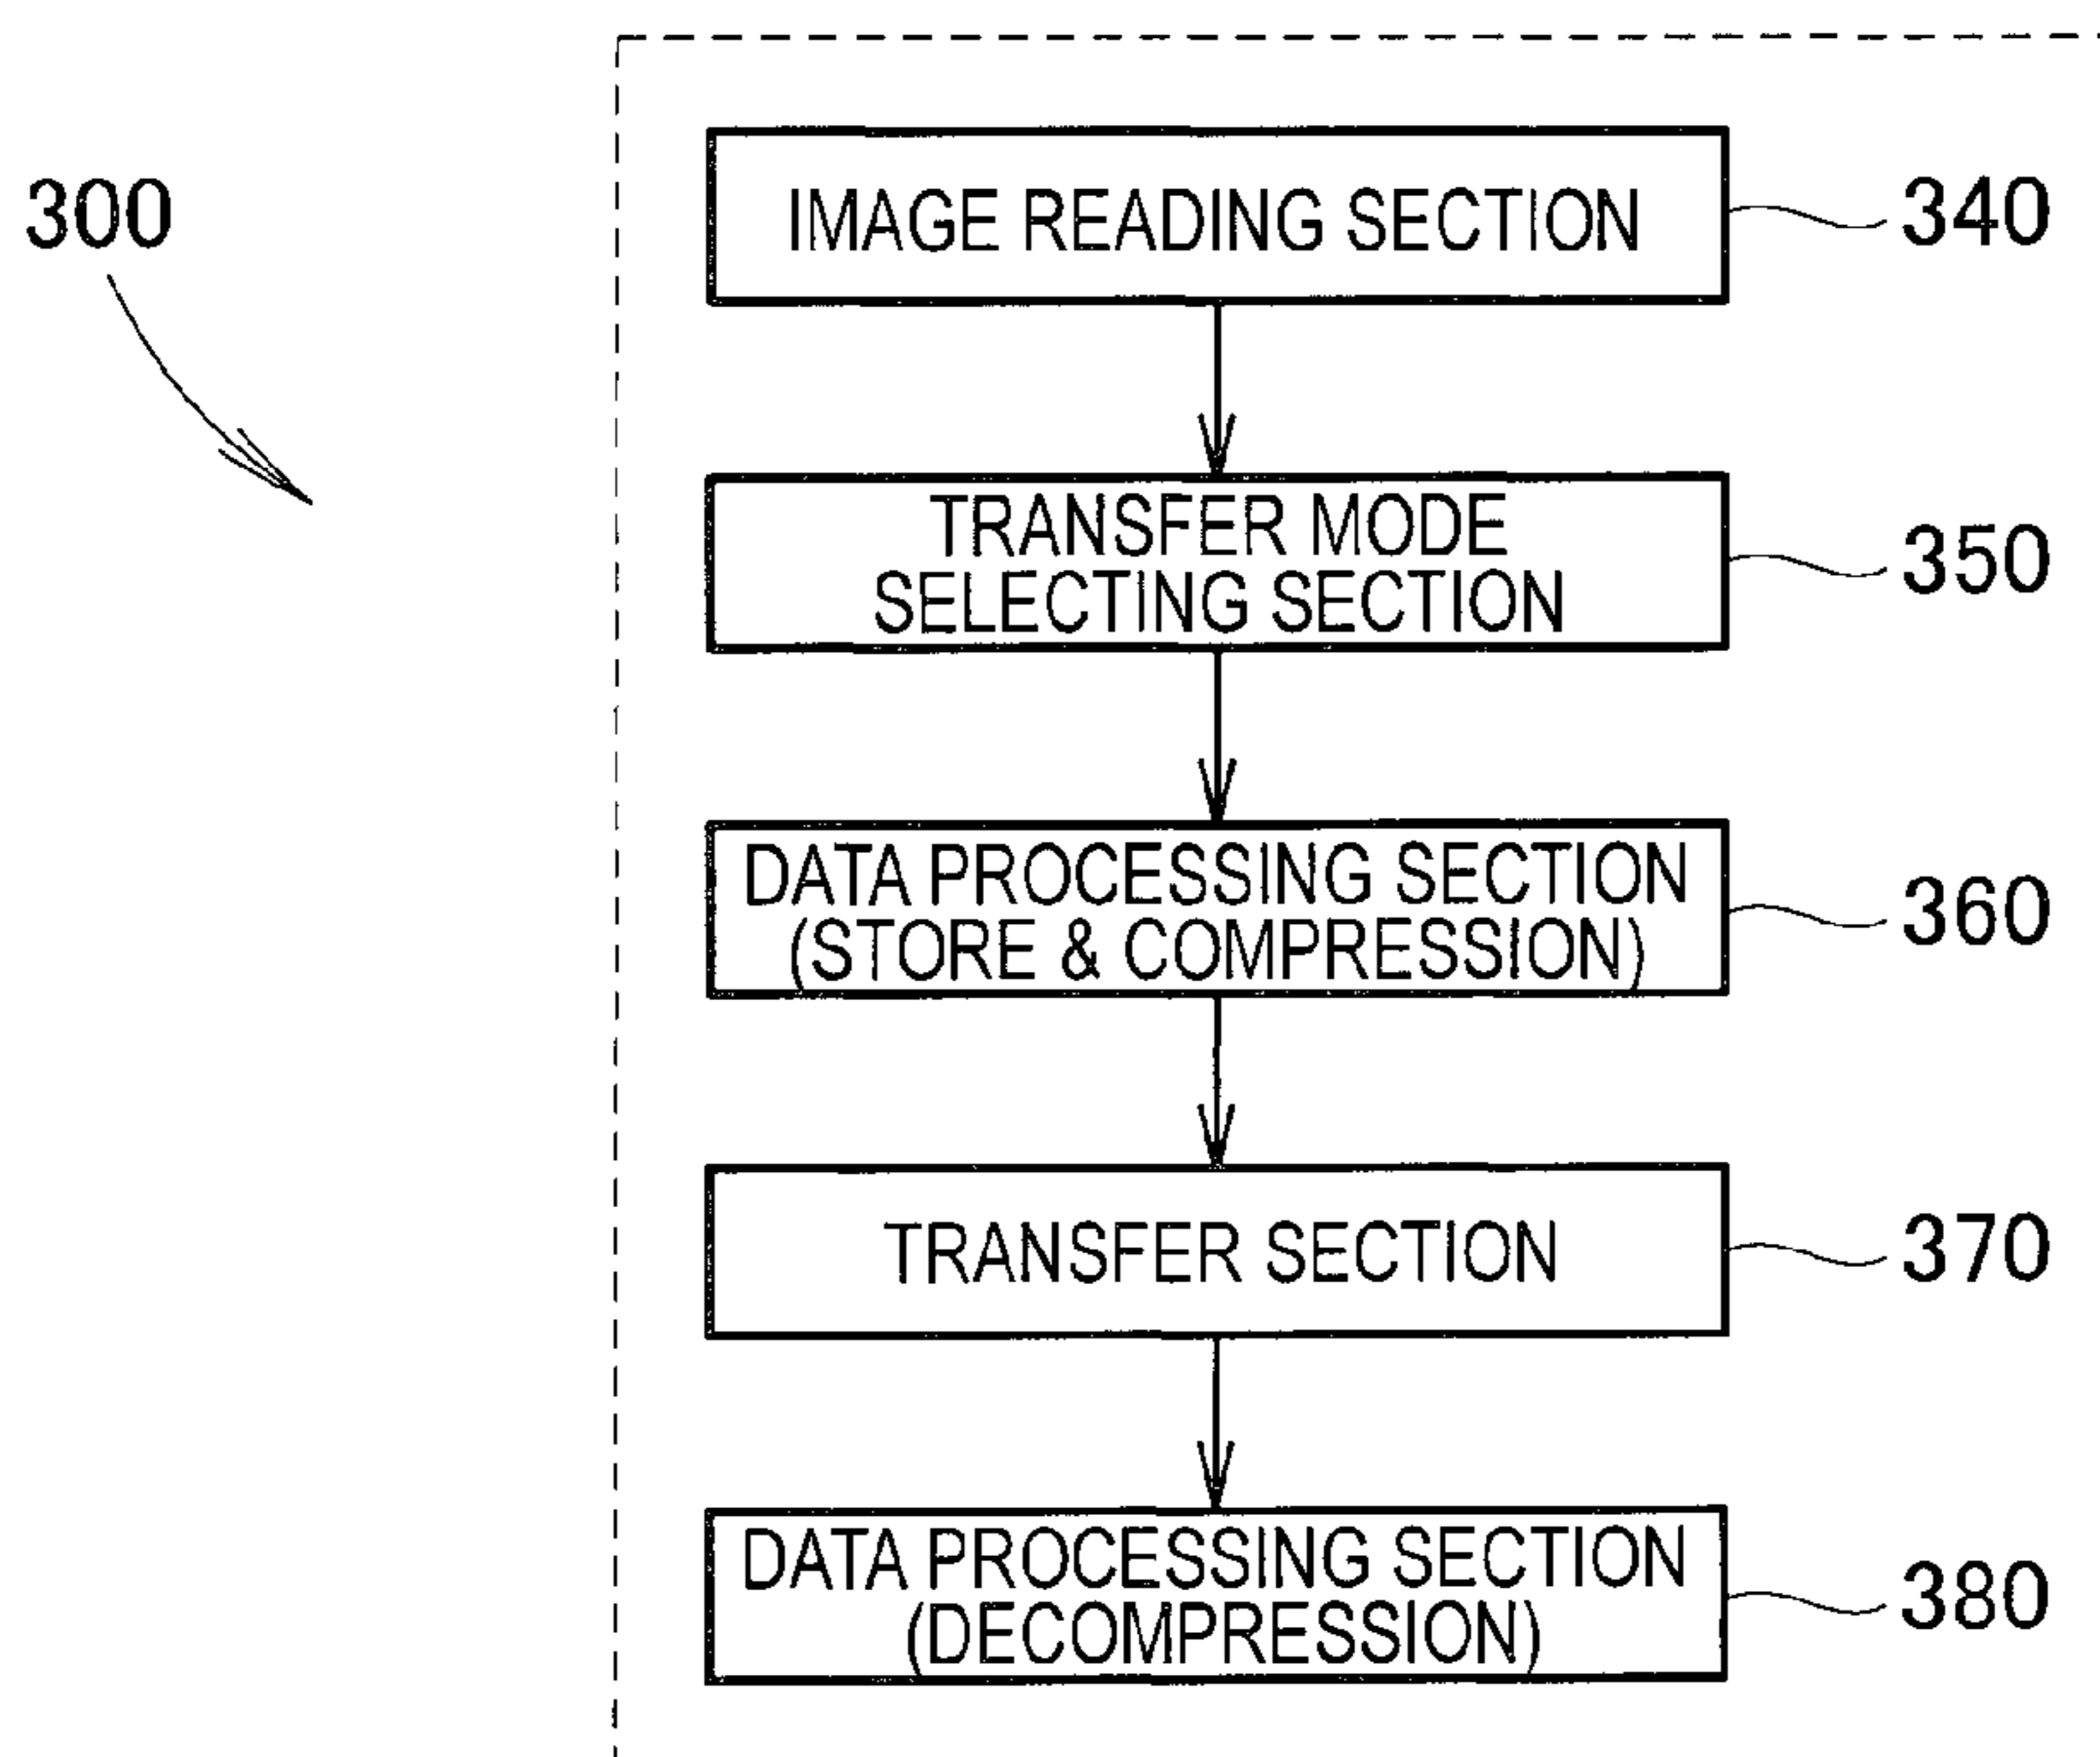 300
IMAGE READING SECTION
340
TRANSFER MODE
SELECTING SECTION
350
DATA PROCESSING SECTION
(STORE & COMPRESSION)
360
TRANSFER SECTION
370
DATA PROCESSING SECTION
(DECOMPRESSION)
380